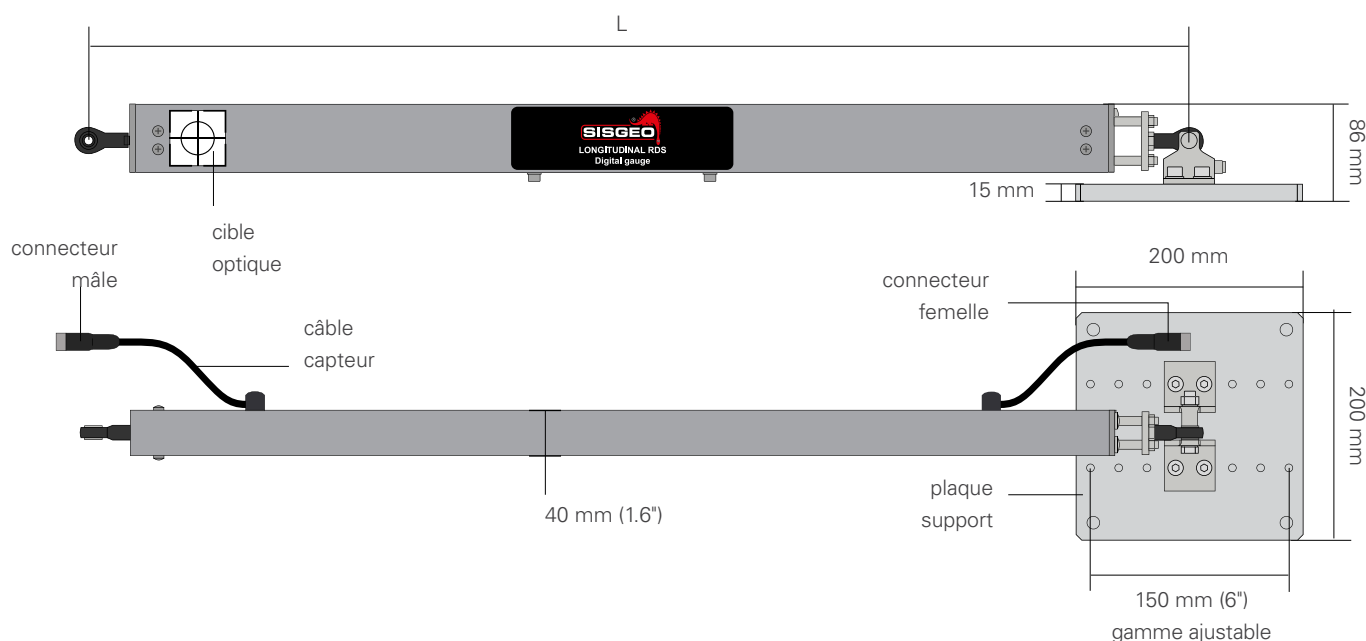 L
SISGEO
LONGITUDINAL RDS
Digital gauge
86 mm
15 mm
cible
optique
connecteur
mâle
câble
capteur
connecteur
femelle
200 mm
200 mm
40 mm (1.6")
plaque
support
150 mm (6")
gamme ajustable